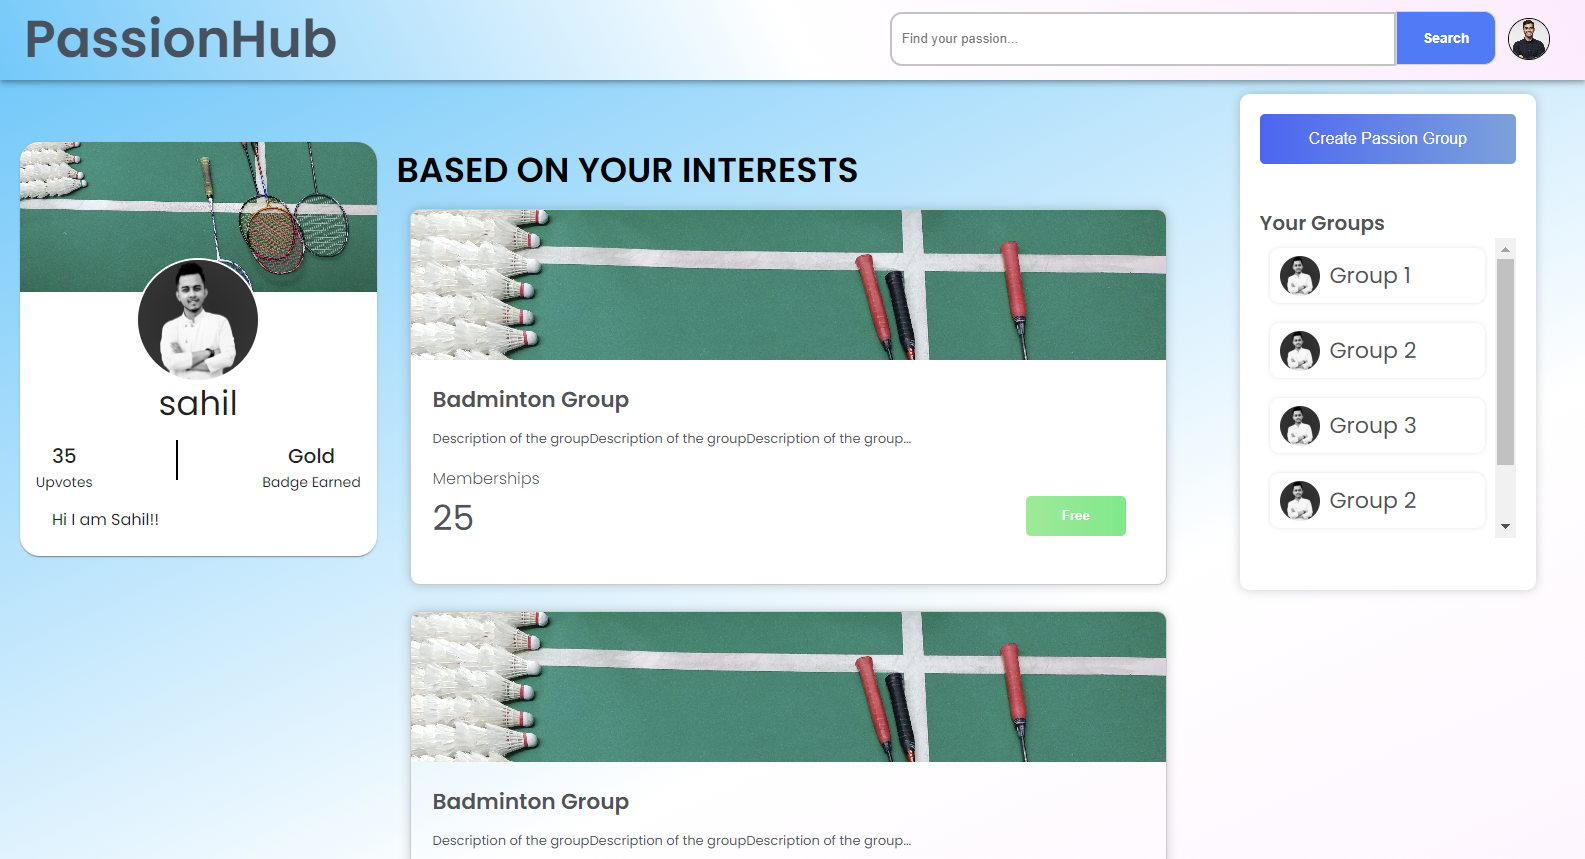 PassionHub
Find your passion...
Search
Create Passion Group
Your Groups
Group 1
Group 2
Group 3
Group 2
sahil
35
Upvotes
Gold
Badge Earned
Hi I am Sahil!!
BASED ON YOUR INTERESTS
Badminton Group
Description of the groupDescription of the groupDescription of the group...
Memberships
25
Free
Badminton Group
Description of the groupDescription of the groupDescription of the group...